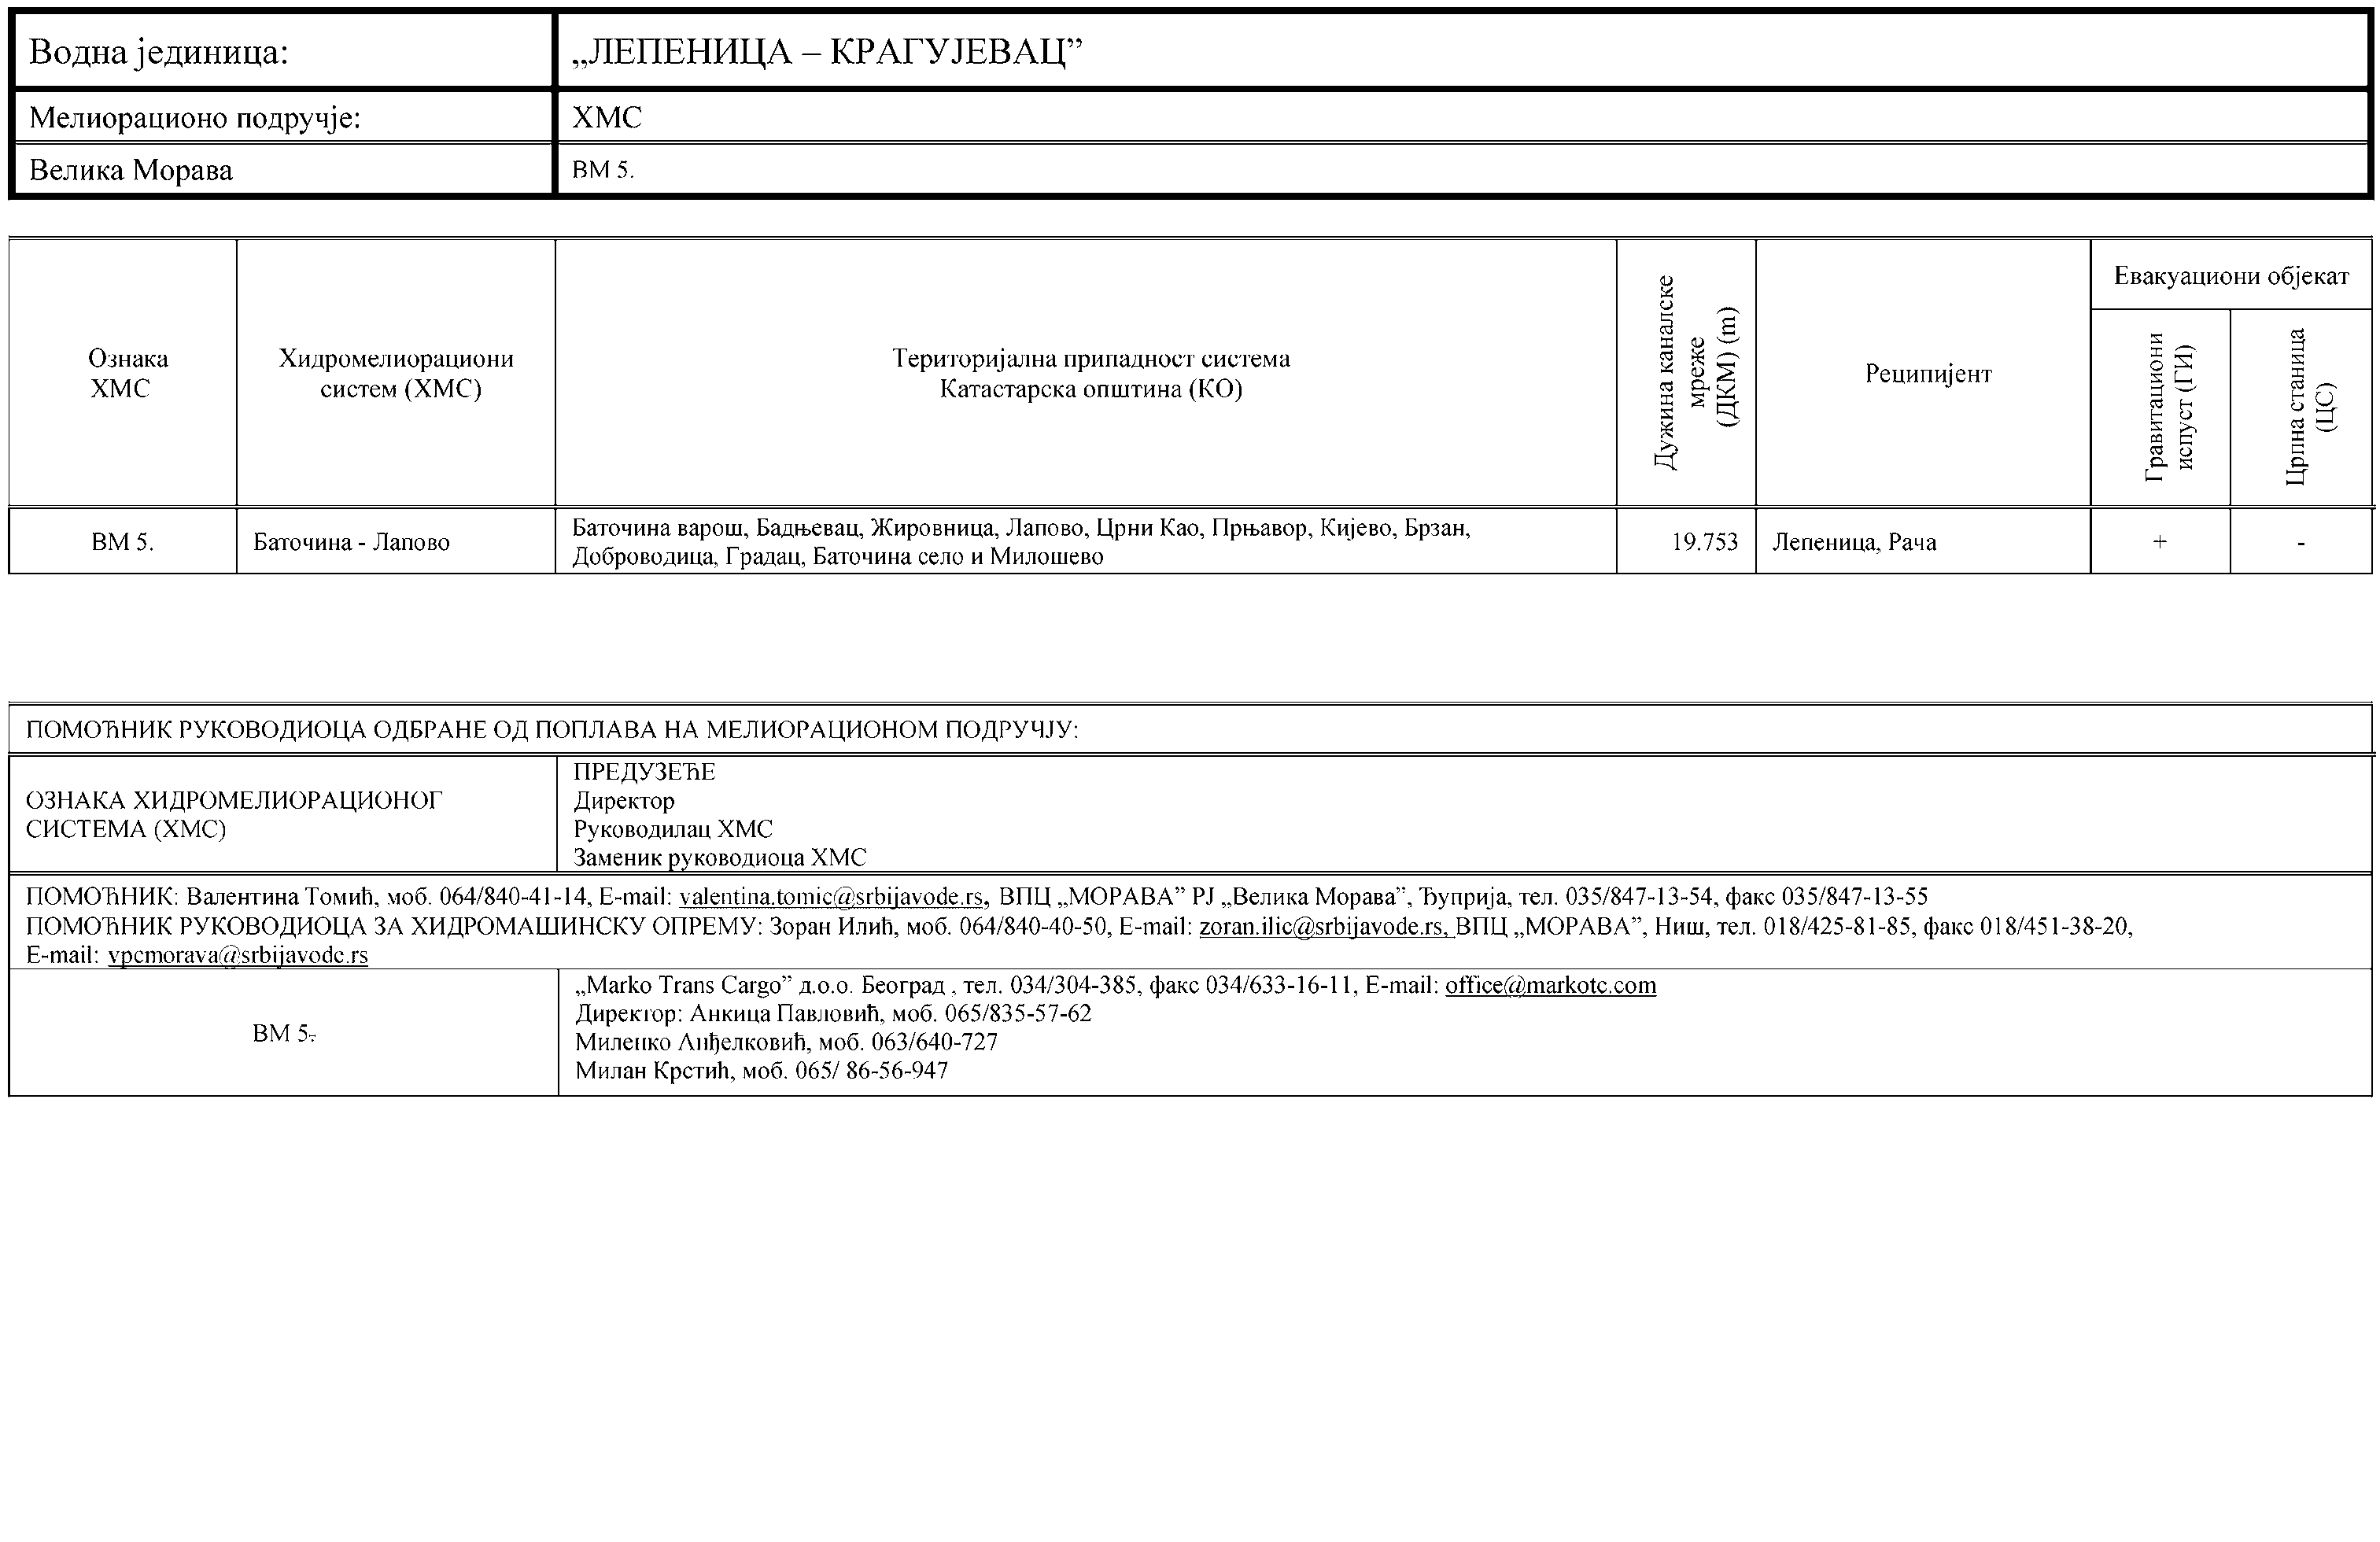 Водна јединица:
„ЛЕПЕНИЦА – КРАГУЈЕВАЦ”
Мелиорационо подручје:
ХМС
Велика Морава
ВМ 5.
Ознака
ХМС
Хидромелиорациони
систем (ХМС)
Територијална припадност система
Катастарска општина (КО)
Дужина каналске
мреже
(ДКМ) (m)
Реципијент
Евакуациони објекат
Гравитациони
испуст (ГИ)
Црпна станица
(ЦС)
ВМ 5.
Баточина - Лапово
Баточина варош, Бадњевац, Жировница, Лапово, Црни Као, Прњавор, Кијево, Брзан,
Доброводица, Градац, Баточина село и Милошево
19.753
Лепеница, Рача
+
-
ПОМОЋНИК РУКОВОДИОЦА ОДБРАНЕ ОД ПОПЛАВА НА МЕЛИОРАЦИОНОМ ПОДРУЧЈУ:
ОЗНАКА ХИДРОМЕЛИОРАЦИОНОГ
СИСТЕМА (ХМС)
ПРЕДУЗЕЋЕ
Директор
Руководилац ХМС
Заменик руководиоца ХМС
ПОМОЋНИК: Валентина Томић, моб. 064/840-41-14, E-mail: valentina.tomic@srbijavode.rs, ВПЦ „МОРАВА” РЈ „Велика Морава”, Ћуприја, тел. 035/847-13-54, факс 035/847-13-55
ПОМОЋНИК РУКОВОДИОЦА ЗА ХИДРОМАШИНСКУ ОПРЕМУ: Зоран Илић, моб. 064/840-40-50, E-mail: zoran.ilic@srbijavode.rs, ВПЦ „МОРАВА”, Ниш, тел. 018/425-81-85, факс 018/451-38-20,
E-mail: vpcmorava@srbijavode.rs
ВМ 5.
„Marko Trans Cargo” д.о.о. Београд , тел. 034/304-385, факс 034/633-16-11, E-mail: office@markotc.com
Директор: Анкица Павловић, моб. 065/835-57-62
Миленко Анђелковић, моб. 063/640-727
Милан Крстић, моб. 065/ 86-56-947